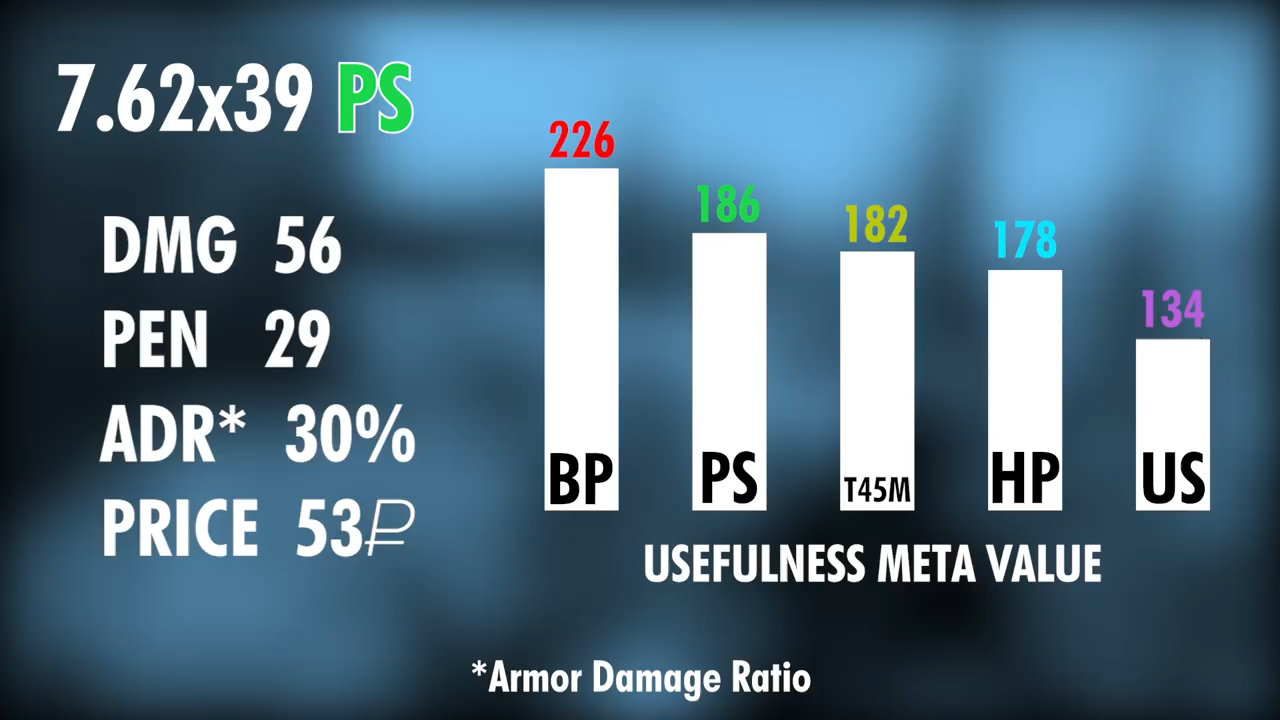 7.62x39 PS
DMG 56
PEN 29
ADR* 30%
PRICE 53₽
226
186
182
178
134
BP
PS
T45M
HP
US
USEFULNESS META VALUE
*Armor Damage Ratio